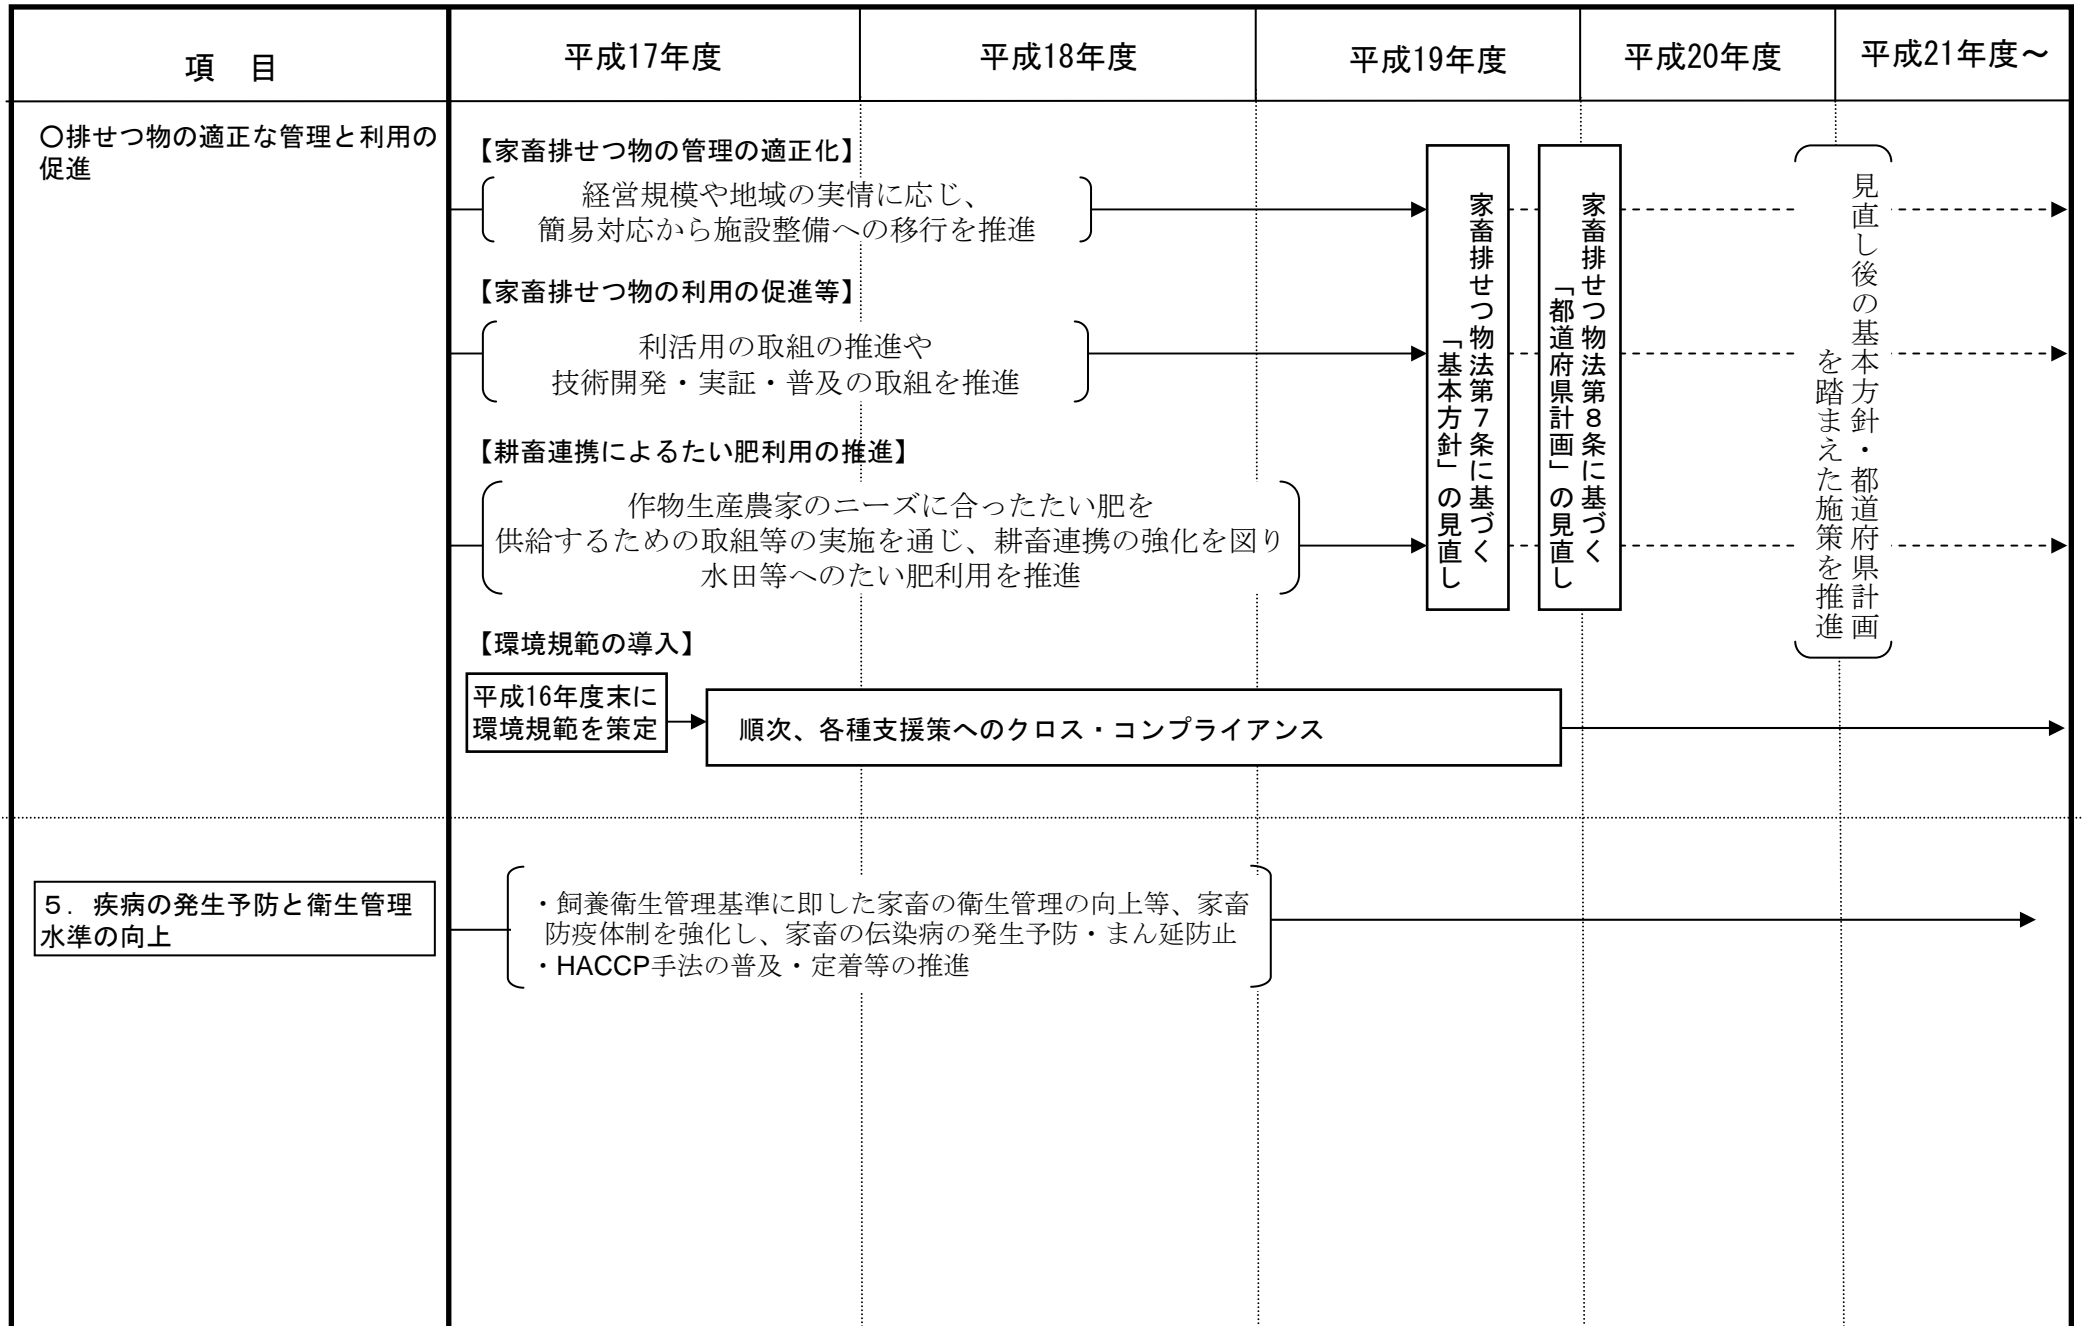 項 目
平成17年度
平成18年度
平成19年度
平成20年度
平成21年度～
〇排せつ物の適正な管理と利用の
促進
【家畜排せつ物の管理の適正化】
経営規模や地域の実情に応じ、
簡易対応から施設整備への移行を推進
【家畜排せつ物の利用の促進等】
利活用の取組の推進や
技術開発・実証・普及の取組を推進
【耕畜連携によるたい肥利用の推進】
作物生産農家のニーズに合ったたい肥を
供給するための取組等の実施を通じ、耕畜連携の強化を図り
水田等へのたい肥利用を推進
家畜排せつ物法第７条に基づく
「基本方針」の見直し
家畜排せつ物法第８条に基づく
「都道府県計画」の見直し
見直し後の基本方針・都道府県計画
を踏まえた施策を推進
【環境規範の導入】
平成16年度末に
環境規範を策定
順次、各種支援策へのクロス・コンプライアンス
５．疾病の発生予防と衛生管理
水準の向上
・飼養衛生管理基準に即した家畜の衛生管理の向上等、家畜
防疫体制を強化し、家畜の伝染病の発生予防・まん延防止
・HACCP手法の普及・定着等の推進